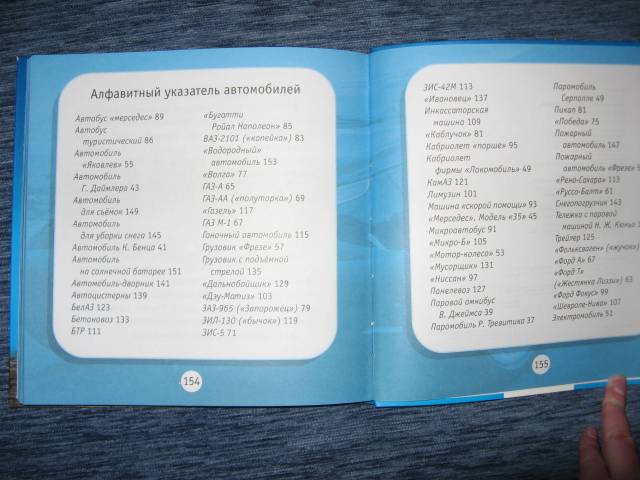 Алфавитный указатель автомобилей
Автобус «мерседес» 89
Автобус
туристический 86
Автомобиль
«Яковлев» 55
Автомобиль
Г. Даймлера 43
Автомобиль
для съёмок 149
Автомобиль
для уборки снега 145
Автомобиль К. Бенца 41
Автомобиль
на солнечной батарее 151
Автомобиль-дворник 141
Автоцистерны 139
БелАЗ 123
Бетоновоз 133
БТР 111
«Бугатти
Ройал Наполеон» 85
ВАЗ-2101 («копейка») 83
«Водородный»
автомобиль 153
«Волга» 77
ГАЗ-А 65
ГАЗ-АА («полуторка») 69
«Газель» 117
ГАЗ М-1 67
Гоночный автомобиль 115
Грузовик «Фрезе» 57
Грузовик с подъёмной
стрелой 135
«Дальнобойщик» 129
«Дэу-Матиз» 103
ЗАЗ-965 («Запорожец») 79
ЗИЛ-130 («бычок») 119
ЗИС-5 71
154
ЗИС-42М 113
«Ивановец» 137
Инкассаторская
машина 109
«Каблучок» 81
Кабриолет «порше» 95
Кабриолет
фирмы «Локомобиль» 49
КамАЗ 121
Лимузин 101
Машина «скорой помощи» 93
«Мерседес». Модель «35» 45
Микроавтобус 91
«Микро-Б» 105
«Мотор-колесо» 53
«Мусорщик» 131
«Ниссан» 97
Панелевоз 127
Паровой омнибус
В. Джеймса 39
Паромобиль Р. Тревитика 37
Паромобиль
Серполле 49
Пикап 81
«Победа» 75
Пожарный
автомобиль 147
Пожарный
автомобиль «Фрезе»
«Рено-Сахара» 113
«Руссо-Балт» 61
Снегопогрузчик 143
Тележка с паровой
машиной Н. Ж. Кюньо
Трейлер 125
«Фольксваген» («жучок»)
«Форд А» 67
«Форд Т»
(«Жестянка Лиззи») 63
«Форд Фокус» 99
«Шевроле-Нива» 107
Электромобиль 51
155